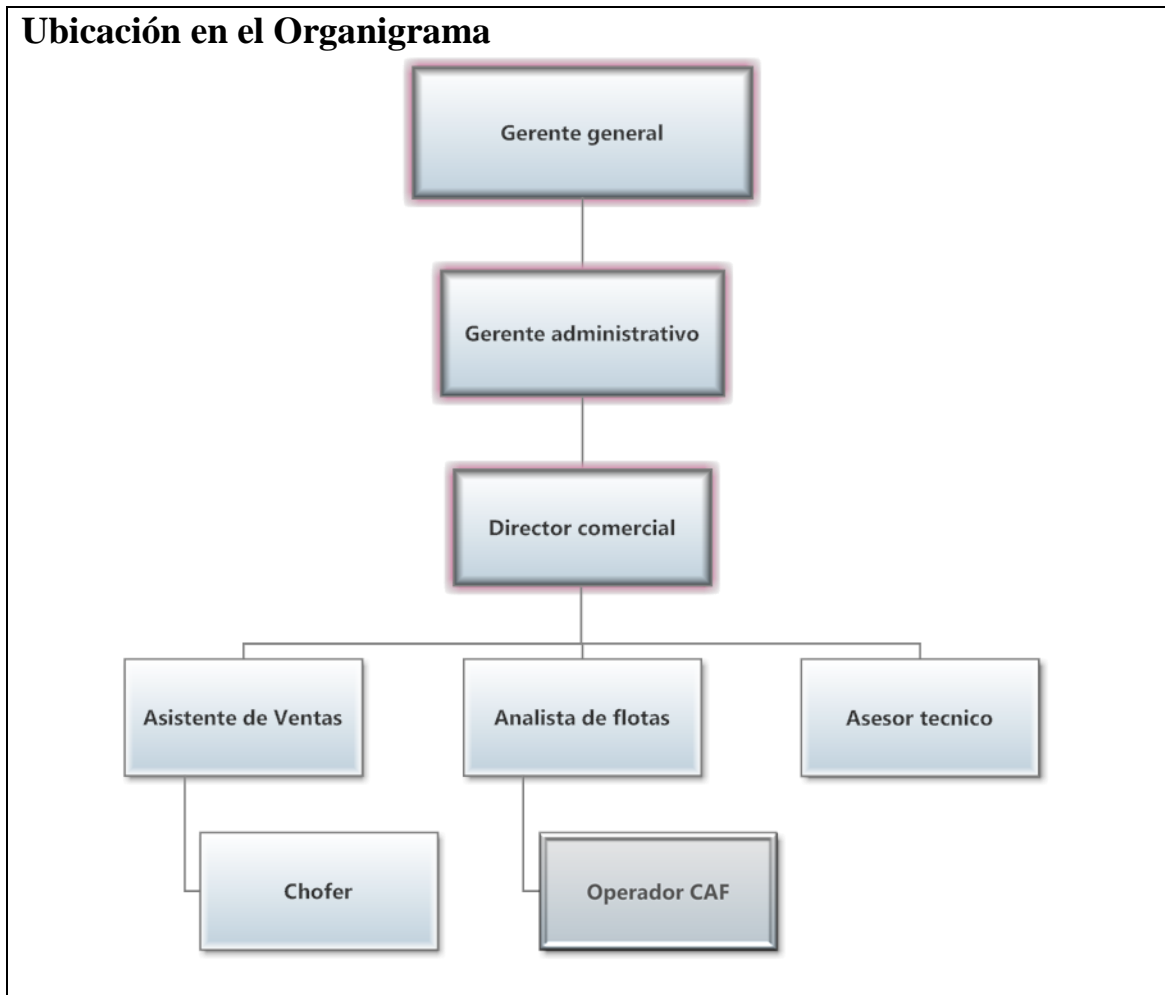 Ubicación en el Organigrama
Gerente general
Gerente administrativo
Director comercial
Asistente de Ventas
Analista de flotas
Asesor tecnico
Chofer
Operador CAF